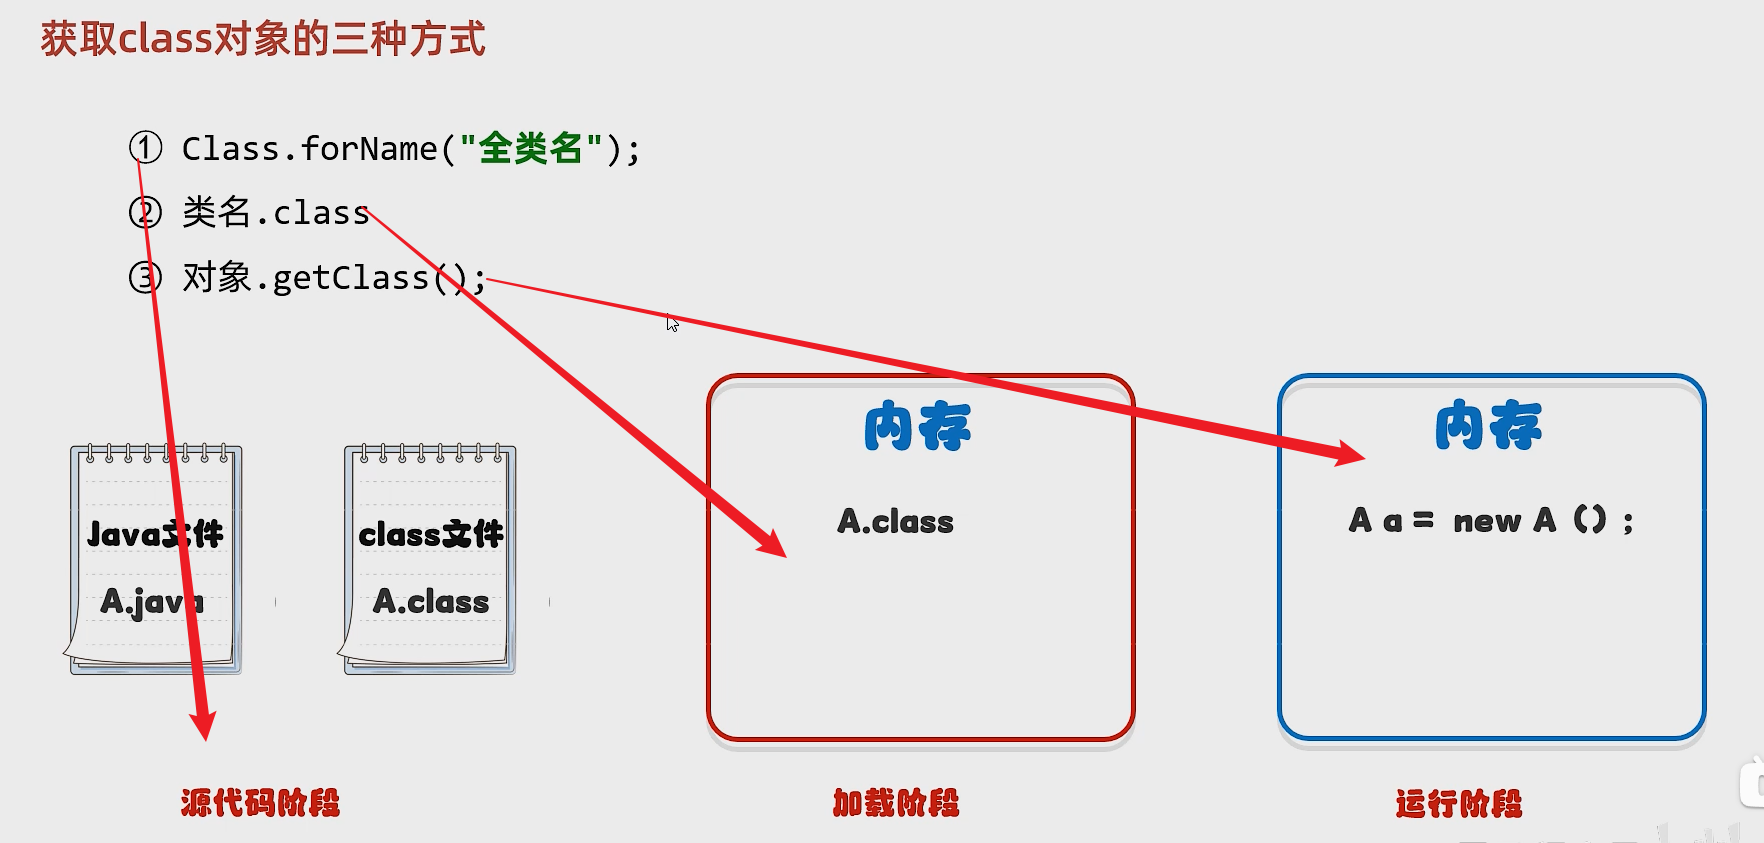 获取class对象的三种方式
① Class.forName("全类名");
② 类名.class
③ 对象.getClass();
内存
内存
Java文件
class文件
A.class
A a = new A () ;
A.java
A.class
源代码阶段
加载阶段
运行阶段